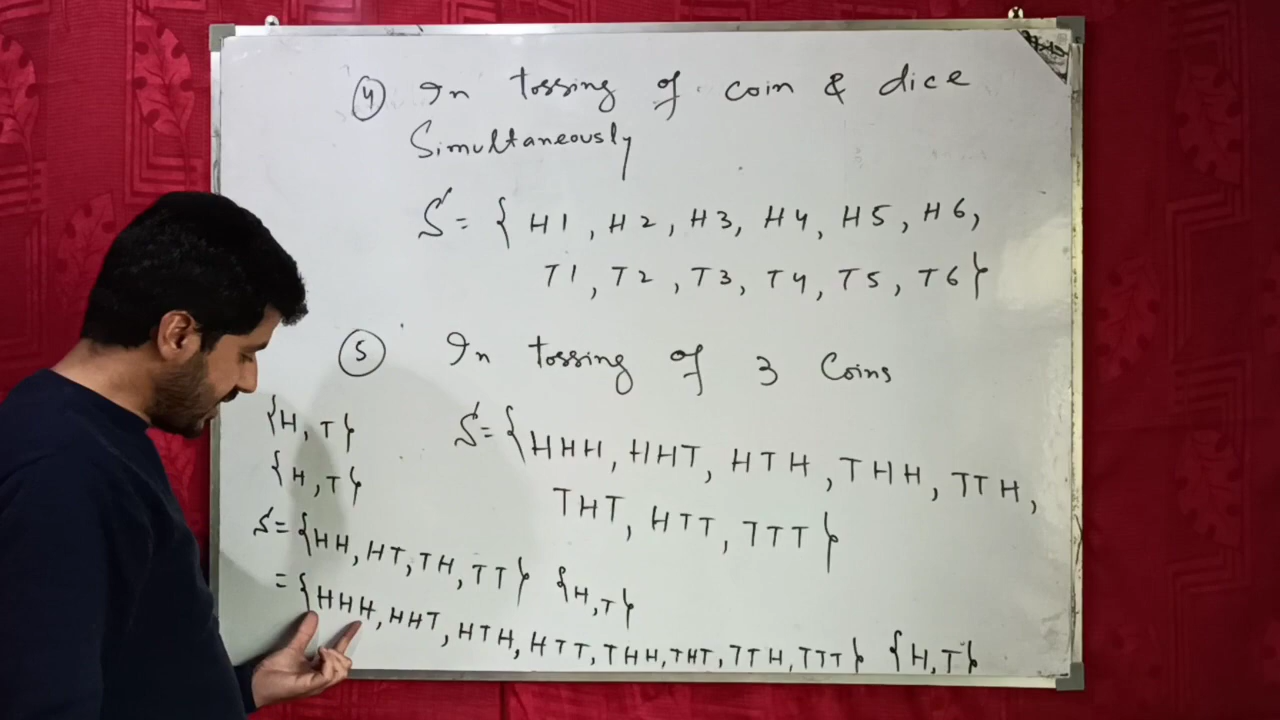 ④ In tossing of coin & dice
Simultaneously
S = { H1, H2, H3, H4, H5, H6,
T1, T2, T3, T4, T5, T6}
⑤ In tossing of 3 Coins
{H, T}
{H, T}
S = {HHH, HHT, HTH, THH, TTH,
THT, HTT, TTT}
S = {HH, HT, TH, TT} {H, T}
= {HHH, HHT, HTH, HTT, THH, THT, TTH, TTT} {H, T}